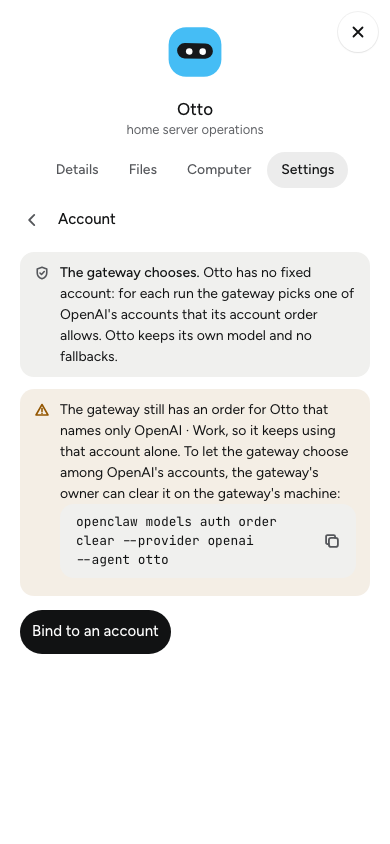 Otto
home server operations
Details
Files
Computer
Settings
Account
The gateway chooses. Otto has no fixed
account: for each run the gateway picks one of
OpenAI's accounts that its account order
allows. Otto keeps its own model and no
fallbacks.
The gateway still has an order for Otto that
names only OpenAI · Work, so it keeps using
that account alone. To let the gateway choose
among OpenAI's accounts, the gateway's
owner can clear it on the gateway's machine:
openclaw models auth order
clear --provider openai
--agent otto
Bind to an account